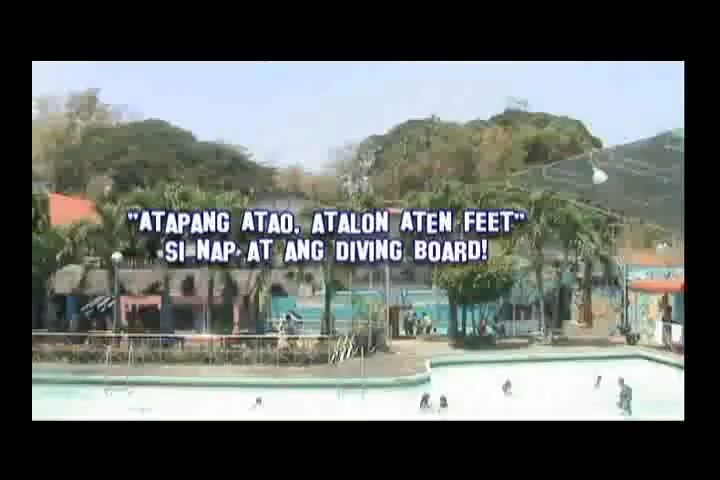 "ATAPANG ATAO, ATALON ATEN FEET"
SI NAP AT ANG DIVING BOARD!